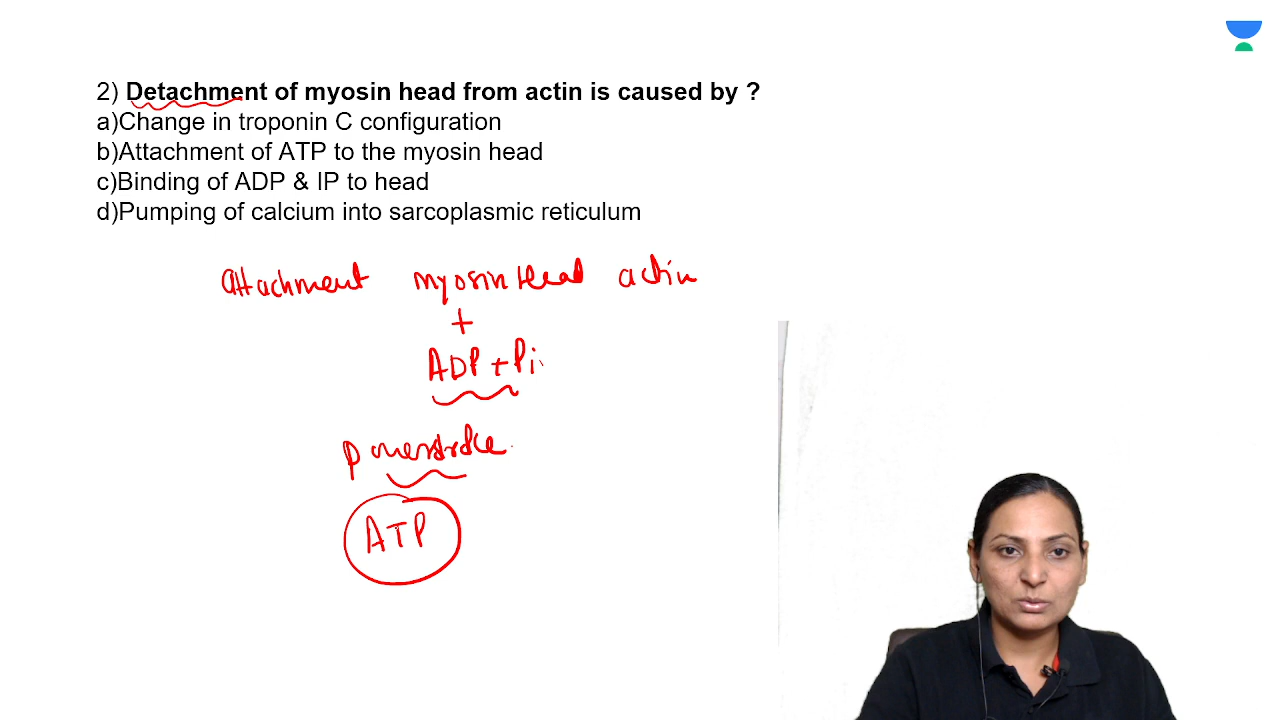 2) Detachment of myosin head from actin is caused by ?
a)Change in troponin C configuration
b)Attachment of ATP to the myosin head
c)Binding of ADP & IP to head
d)Pumping of calcium into sarcoplasmic reticulum
Attachment myosin Head actin
+
ADP + Pi
Powerstroke
ATP